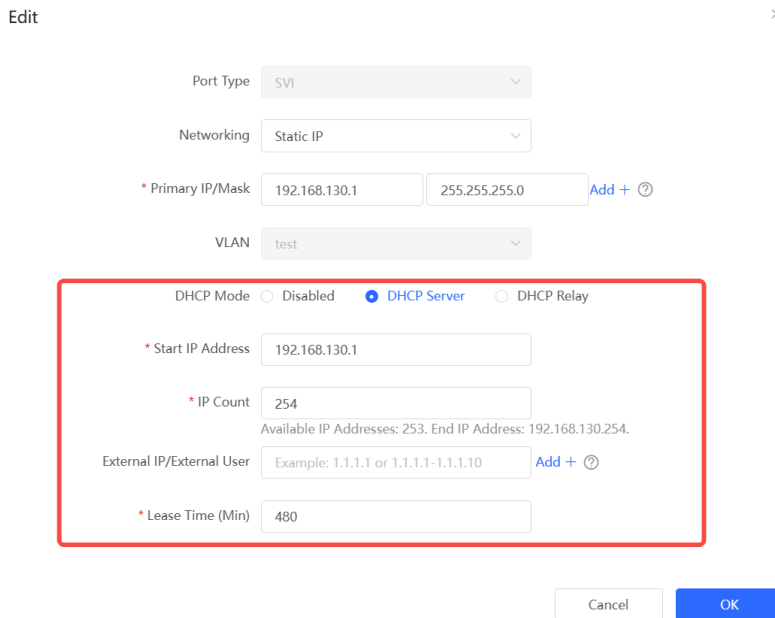 Edit
Port Type SVI
Networking Static IP
* Primary IP/Mask 192.168.130.1 255.255.255.0 Add + ?
VLAN test
DHCP Mode Disabled DHCP Server DHCP Relay
* Start IP Address 192.168.130.1
* IP Count 254
Available IP Addresses: 253. End IP Address: 192.168.130.254.
External IP/External User Example: 1.1.1.1 or 1.1.1.1-1.1.1.10 Add + ?
* Lease Time (Min) 480
Cancel OK